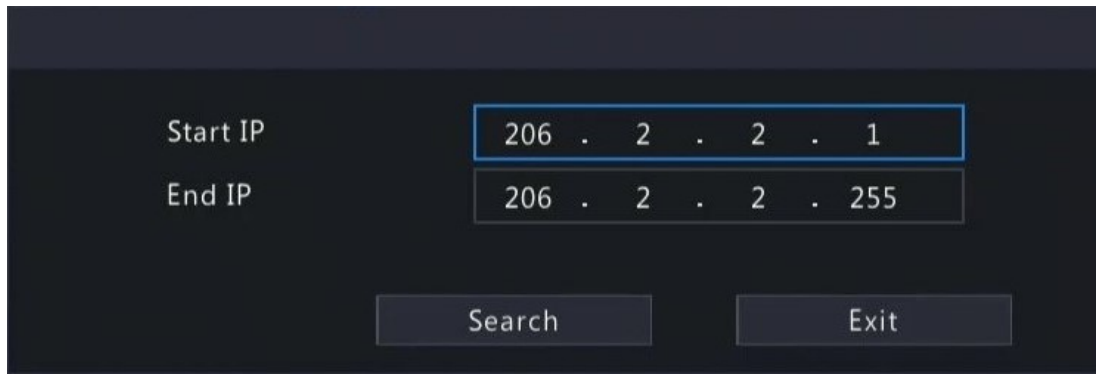 Start IP 206 . 2 . 2 . 1
End IP 206 . 2 . 2 . 255
Search Exit